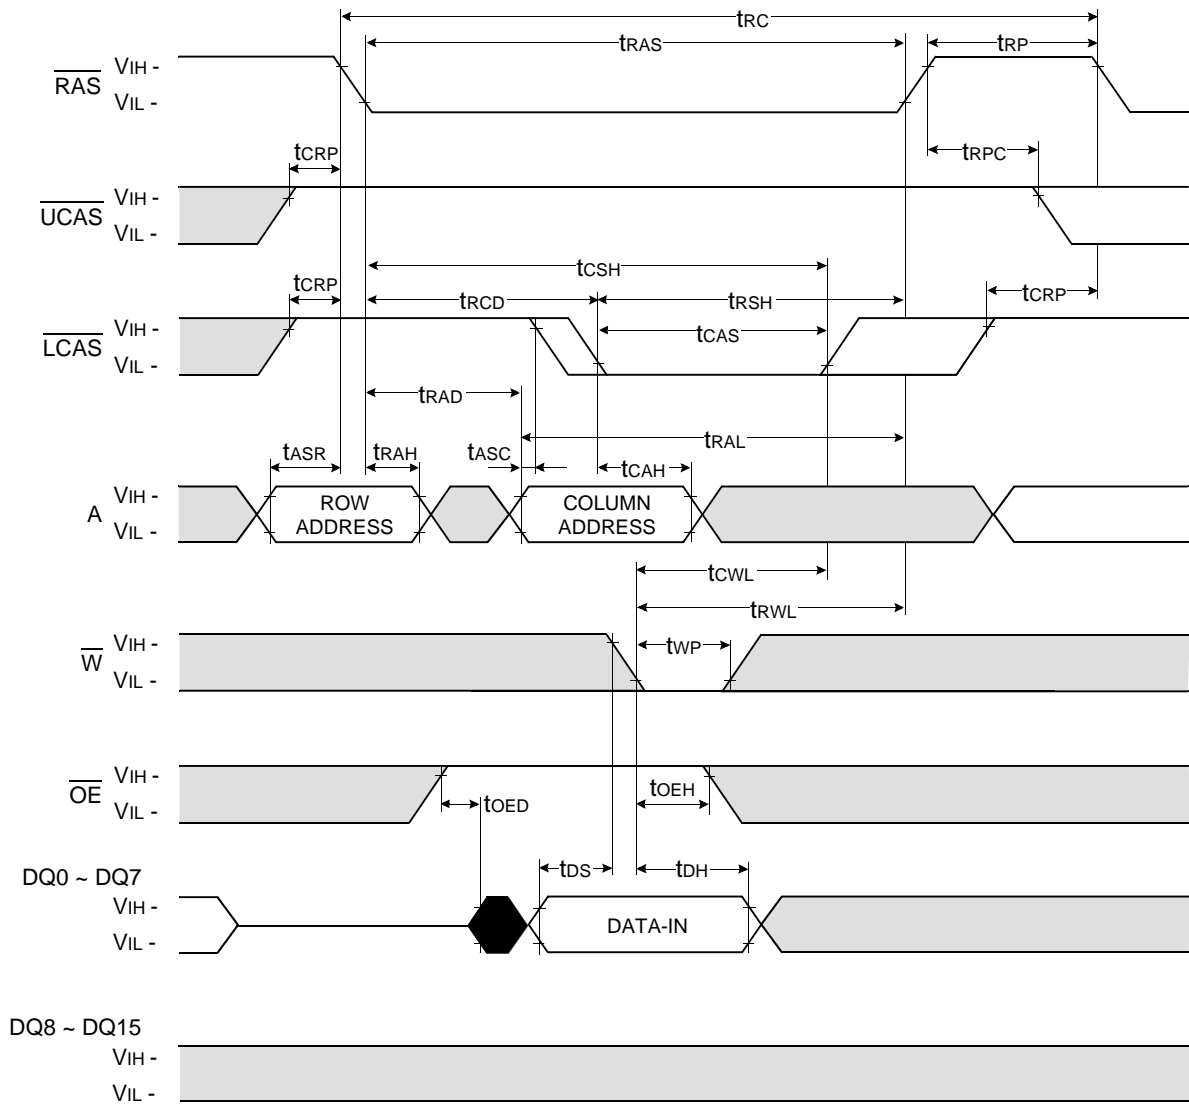 tRC
tRAS
tRP
RAS
VIH -
VIL -
tCRP
tRPC
UCAS
VIH -
VIL -
tCSH
tCRP
tRCD
tRSH
tCRP
LCAS
VIH -
VIL -
tCAS
tRAD
tRAL
tASR
tRAH
tASC
tCAH
A
VIH -
VIL -
ROW
ADDRESS
COLUMN
ADDRESS
tCWL
tRWL
W
VIH -
VIL -
tWP
OE
VIH -
VIL -
tOED
tOEH
tDS
tDH
DQ0 ~ DQ7
VIH -
VIL -
DATA-IN
DQ8 ~ DQ15
VIH -
VIL -